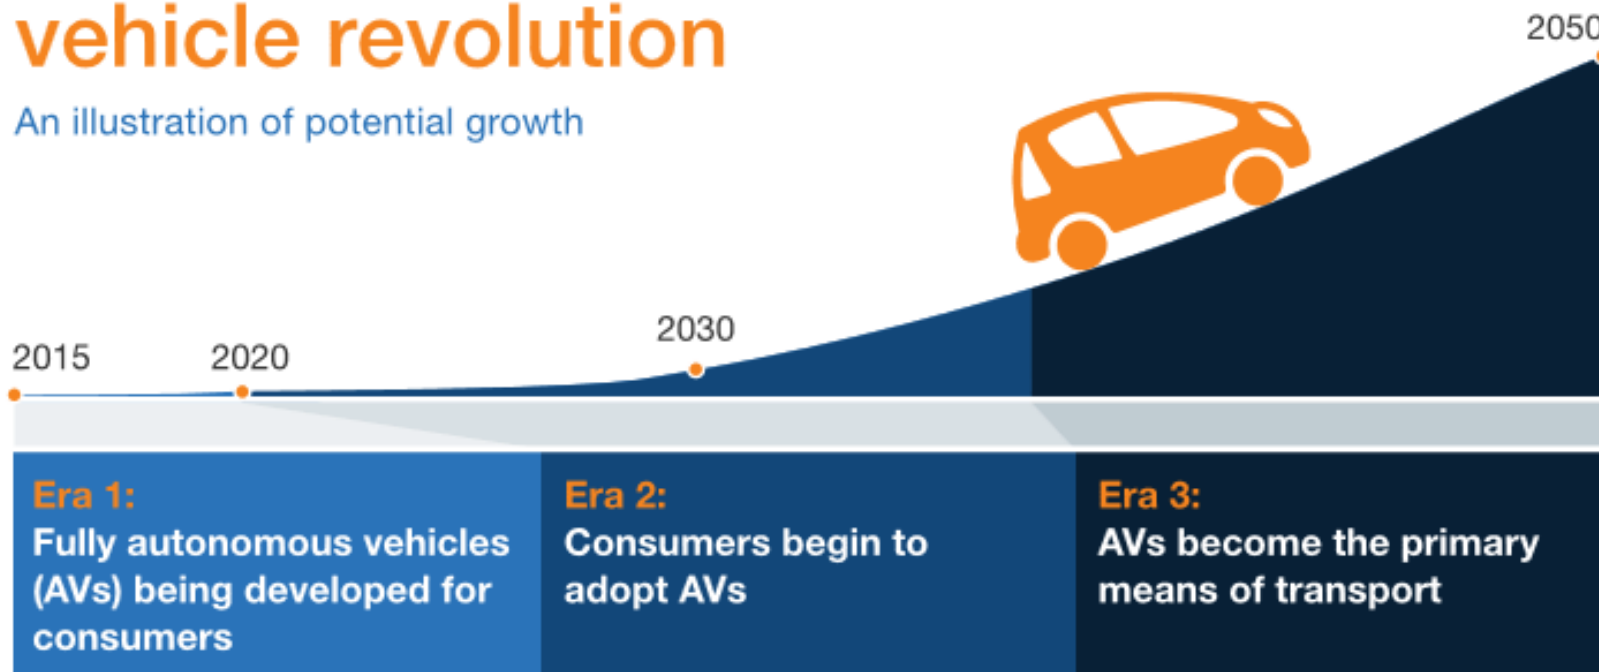 vehicle revolution
An illustration of potential growth
2050
2030
2015
2020
Era 1:
Fully autonomous vehicles
(AVs) being developed for
consumers
Era 2:
Consumers begin to
adopt AVs
Era 3:
AVs become the primary
means of transport